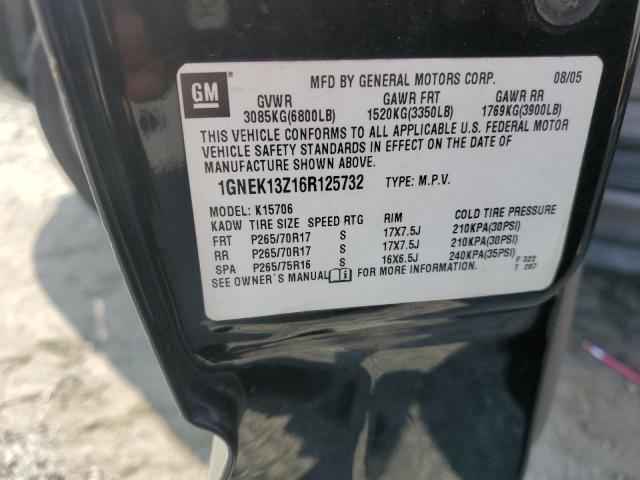 GM
MFD BY GENERAL MOTORS CORP. 08/05
GVWR GAWR FRT GAWR RR
3085KG(6800LB) 1520KG(3350LB) 1769KG(3900LB)
THIS VEHICLE CONFORMS TO ALL APPLICABLE U.S. FEDERAL MOTOR
VEHICLE SAFETY STANDARDS IN EFFECT ON THE DATE OF
MANUFACTURE SHOWN ABOVE.
1GNEK13Z16R125732 TYPE: M.P.V.
MODEL: K15706
KADW TIRE SIZE SPEED RTG RIM COLD TIRE PRESSURE
FRT P265/70R17 S 17X7.5J 210KPA(30PSI)
RR P265/70R17 S 17X7.5J 210KPA(30PSI)
SPA P265/75R16 S 16X6.5J 240KPA(35PSI)
SEE OWNER'S MANUAL FOR MORE INFORMATION.
F 322
T 207